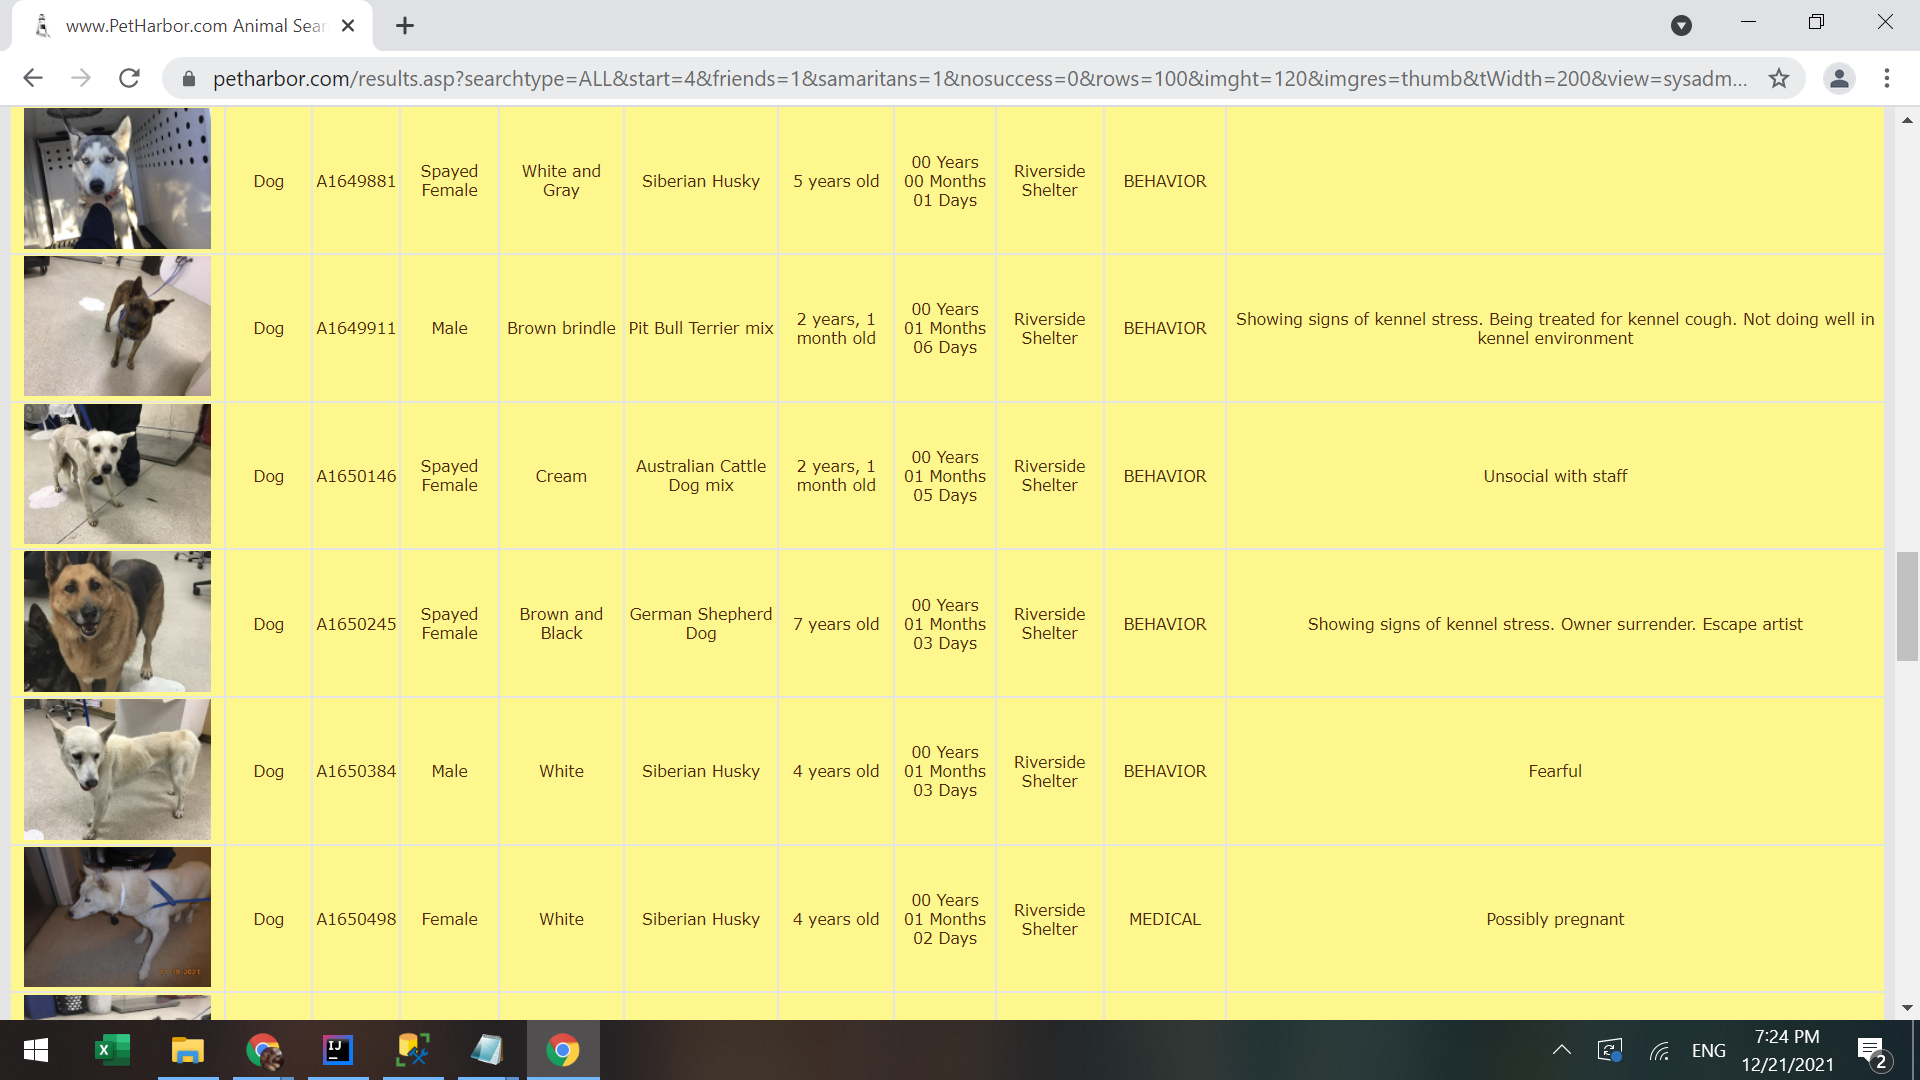 www.PetHarbor.com Animal Sear
petharbor.com/results.asp?searchtype=ALL&start=4&friends=1&samaritans=1&nosuccess=0&rows=100&imght=120&imgres=thumb&tWidth=200&view=sysadm...
Dog
A1649881
Spayed
Female
White and
Gray
Siberian Husky
5 years old
00 Years
00 Months
01 Days
Riverside
Shelter
BEHAVIOR
Dog
A1649911
Male
Brown brindle
Pit Bull Terrier mix
2 years, 1
month old
00 Years
01 Months
06 Days
Riverside
Shelter
BEHAVIOR
Showing signs of kennel stress. Being treated for kennel cough. Not doing well in
kennel environment
Dog
A1650146
Spayed
Female
Cream
Australian Cattle
Dog mix
2 years, 1
month old
00 Years
01 Months
05 Days
Riverside
Shelter
BEHAVIOR
Unsocial with staff
Dog
A1650245
Spayed
Female
Brown and
Black
German Shepherd
Dog
7 years old
00 Years
01 Months
03 Days
Riverside
Shelter
BEHAVIOR
Showing signs of kennel stress. Owner surrender. Escape artist
Dog
A1650384
Male
White
Siberian Husky
4 years old
00 Years
01 Months
03 Days
Riverside
Shelter
BEHAVIOR
Fearful
Dog
A1650498
Female
White
Siberian Husky
4 years old
00 Years
01 Months
02 Days
Riverside
Shelter
MEDICAL
Possibly pregnant
IJ
ENG
7:24 PM
12/21/2021
2